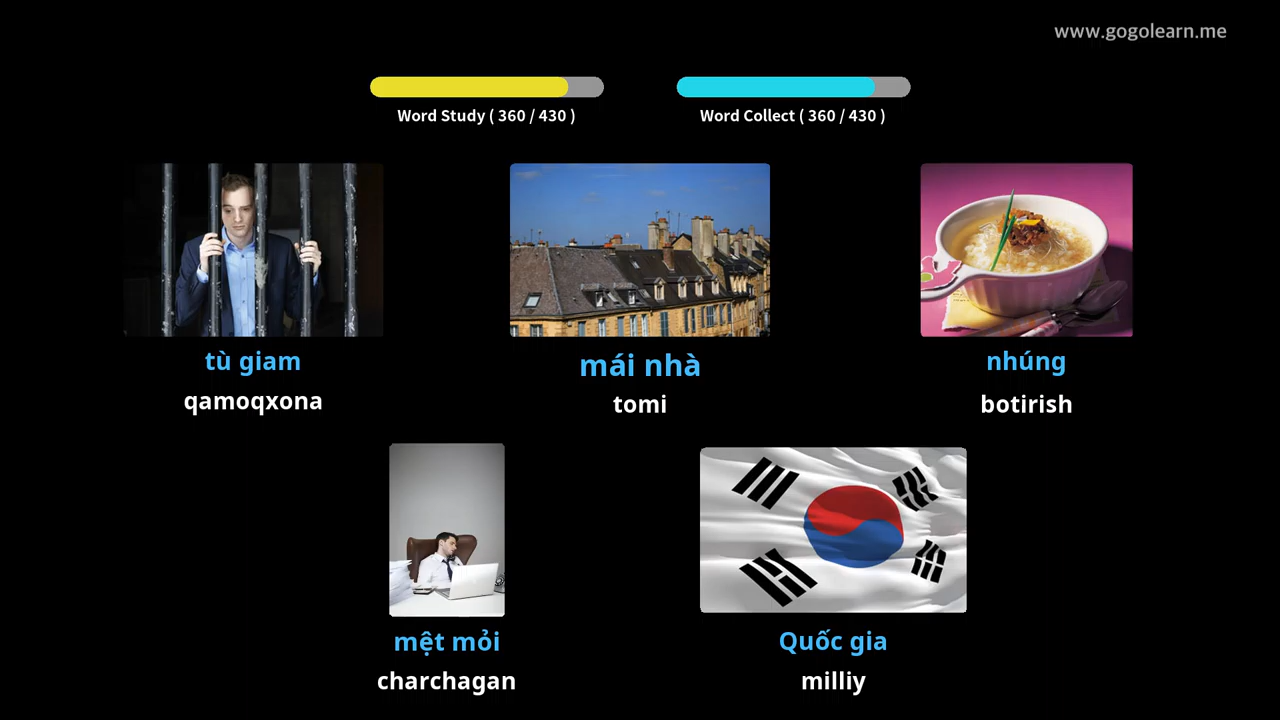 www.gogolearn.me
Word Study ( 360 / 430 )
Word Collect ( 360 / 430 )
tù giam
qamoqxona
mái nhà
tomi
nhúng
botirish
mệt mỏi
charchagan
Quốc gia
milliy